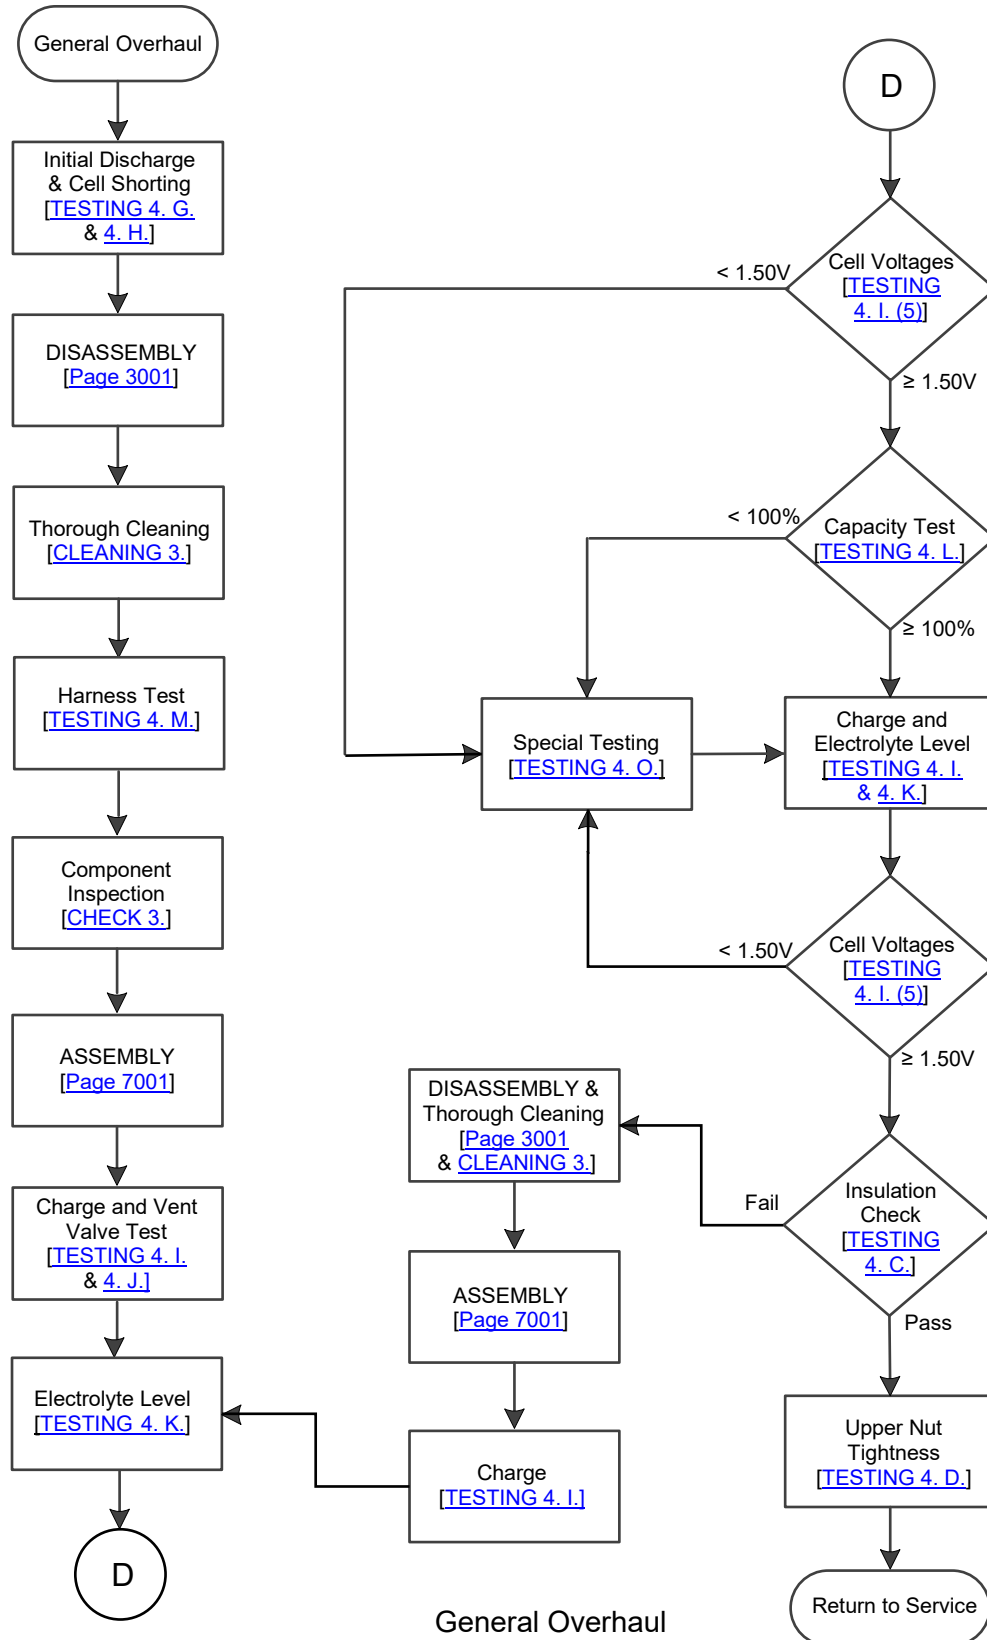 General Overhaul
Initial Discharge
& Cell Shorting
[TESTING 4. G.
& 4. H.]
DISASSEMBLY
[Page 3001]
Thorough Cleaning
[CLEANING 3.]
Harness Test
[TESTING 4. M.]
Component
Inspection
[CHECK 3.]
ASSEMBLY
[Page 7001]
Charge and Vent
Valve Test
[TESTING 4. I.
& 4. J.]
Electrolyte Level
[TESTING 4. K.]
D
D
Cell Voltages
[TESTING
4. I. (5)]
< 1.50V
≥ 1.50V
Capacity Test
[TESTING 4. L.]
< 100%
≥ 100%
Special Testing
[TESTING 4. O.]
Charge and
Electrolyte Level
[TESTING 4. I.
& 4. K.]
Cell Voltages
[TESTING
4. I. (5)]
< 1.50V
≥ 1.50V
Insulation
Check
[TESTING
4. C.]
Fail
Pass
DISASSEMBLY &
Thorough Cleaning
[Page 3001
& CLEANING 3.]
ASSEMBLY
[Page 7001]
Charge
[TESTING 4. I.]
Upper Nut
Tightness
[TESTING 4. D.]
Return to Service
General Overhaul